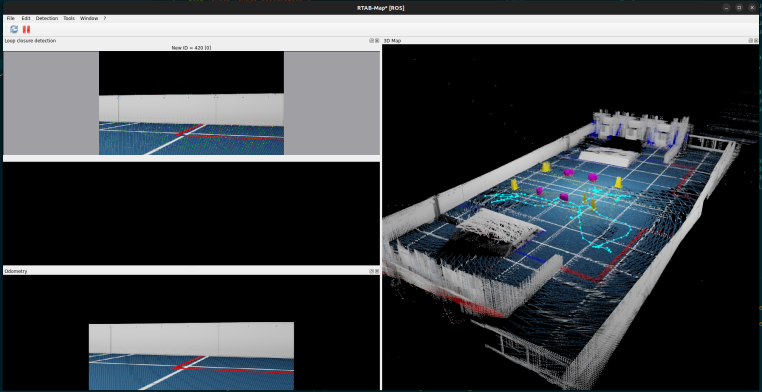 RTAB-Map* [ROS]
File Edit Detection Tools Window ?
Loop closure detection
New ID = 420 [0]
3D Map
Odometry